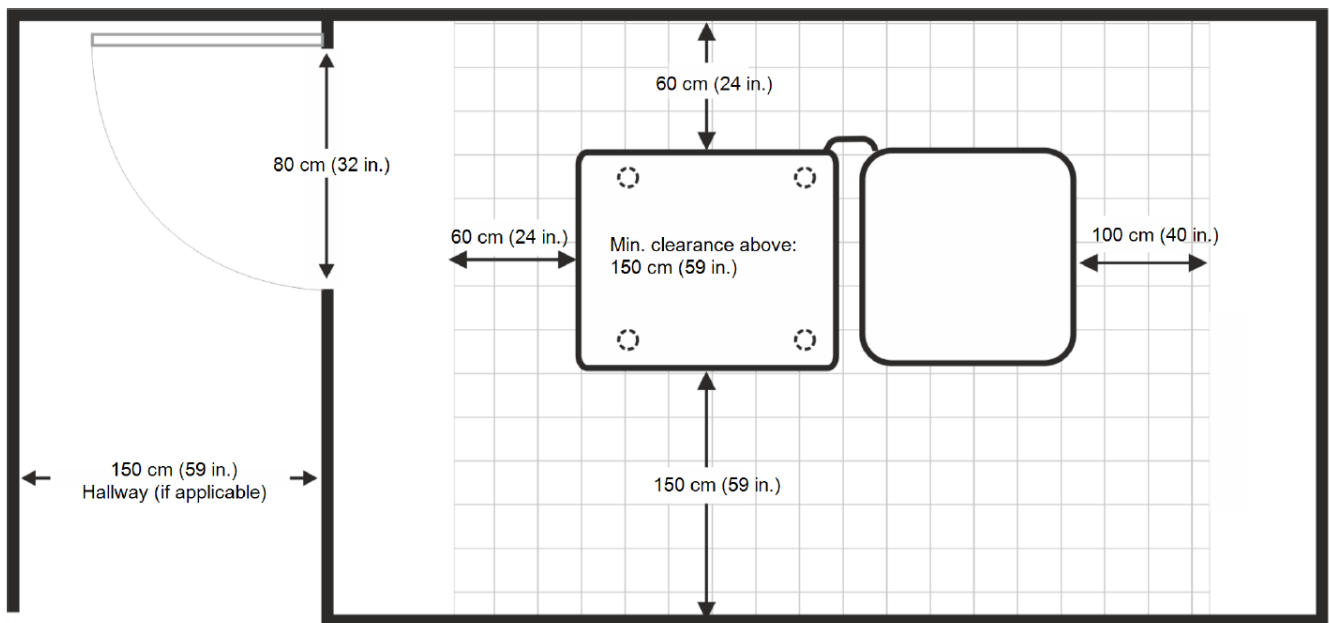 60 cm (24 in.)
80 cm (32 in.)
60 cm (24 in.)
Min. clearance above:
150 cm (59 in.)
100 cm (40 in.)
150 cm (59 in.)
Hallway (if applicable)
150 cm (59 in.)